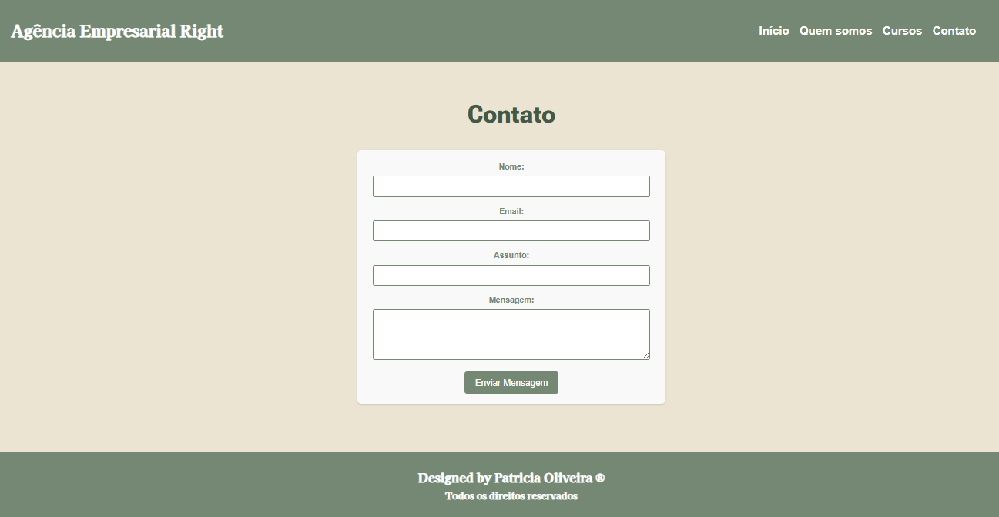 Agência Empresarial Right
Início Quem somos Cursos Contato
Contato
Nome:
Email:
Assunto:
Mensagem:
Enviar Mensagem
Designed by Patricia Oliveira ®
Todos os direitos reservados